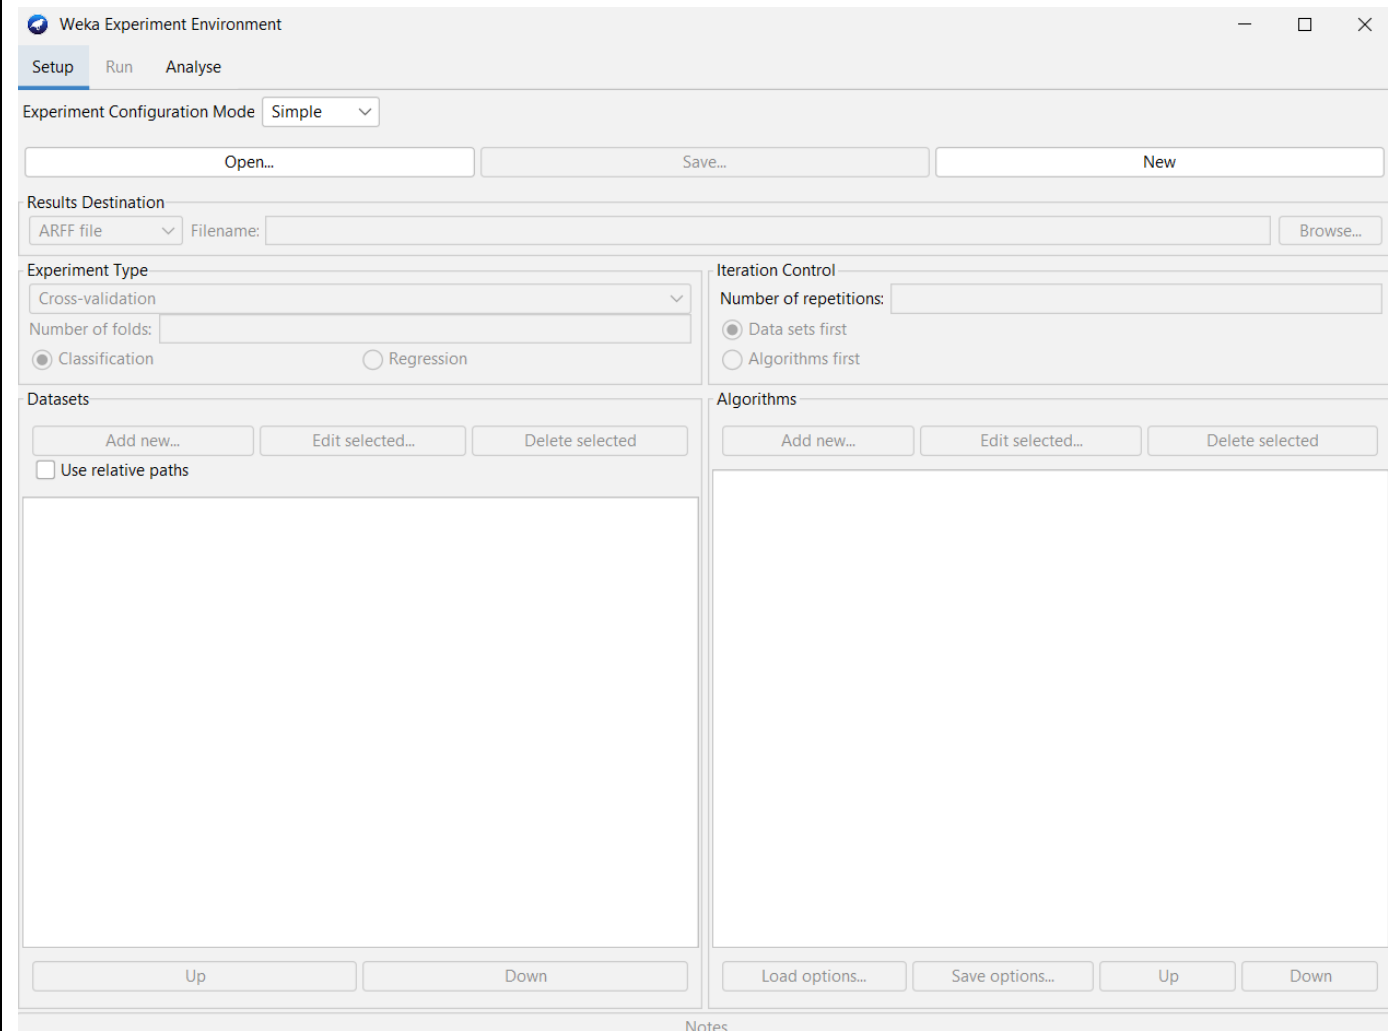 Weka Experiment Environment
Setup Run Analyse
Experiment Configuration Mode Simple
Open... Save... New
Results Destination
ARFF file Filename: Browse...
Experiment Type Iteration Control
Cross-validation Number of repetitions:
Number of folds: Data sets first
Classification Regression Algorithms first
Datasets Algorithms
Add new... Edit selected... Delete selected Add new... Edit selected... Delete selected
Use relative paths
Up Down Load options... Save options... Up Down
Notes